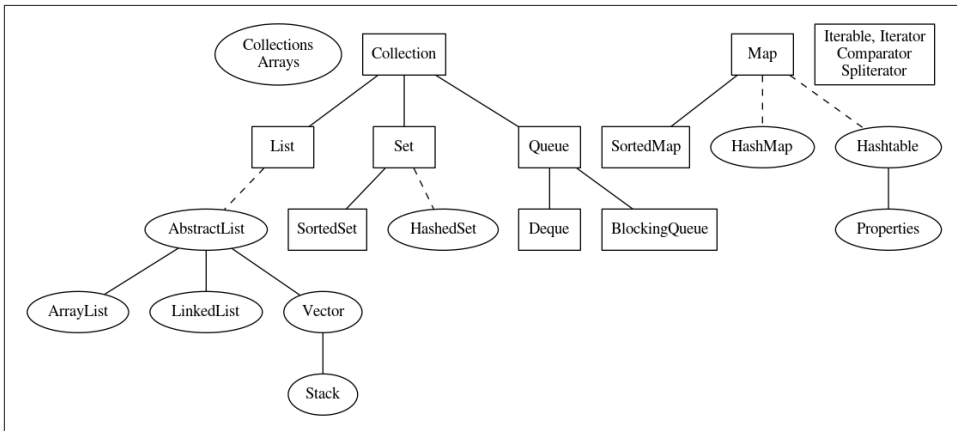 Collections
Arrays
Collection
Map
Iterable, Iterator
Comparator
Spliterator
List
Set
Queue
SortedMap
HashMap
Hashtable
AbstractList
SortedSet
HashedSet
Deque
BlockingQueue
Properties
ArrayList
LinkedList
Vector
Stack